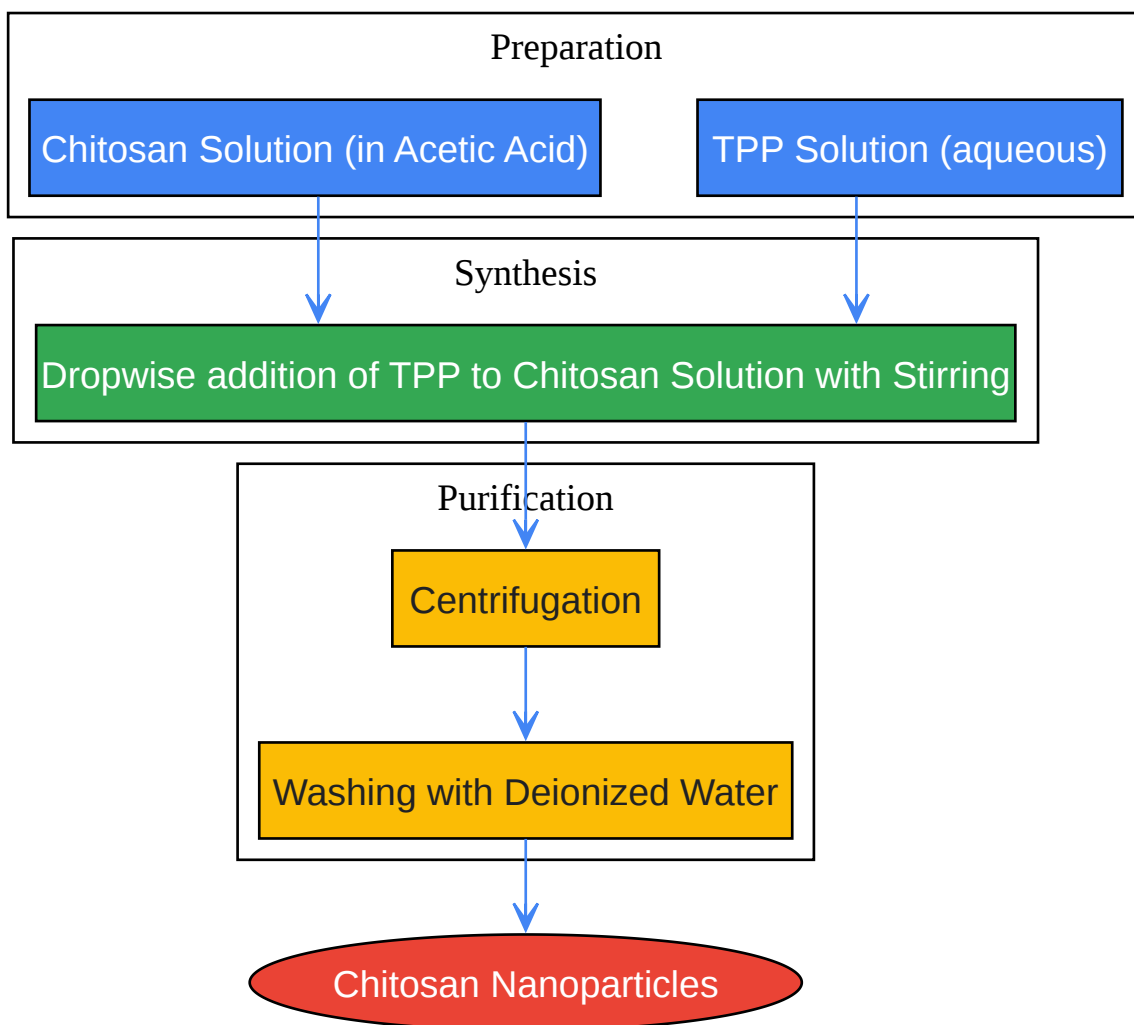 Preparation
Chitosan Solution (in Acetic Acid)
TPP Solution (aqueous)
Synthesis
Dropwise addition of TPP to Chitosan Solution with Stirring
Purification
Centrifugation
Washing with Deionized Water
Chitosan Nanoparticles